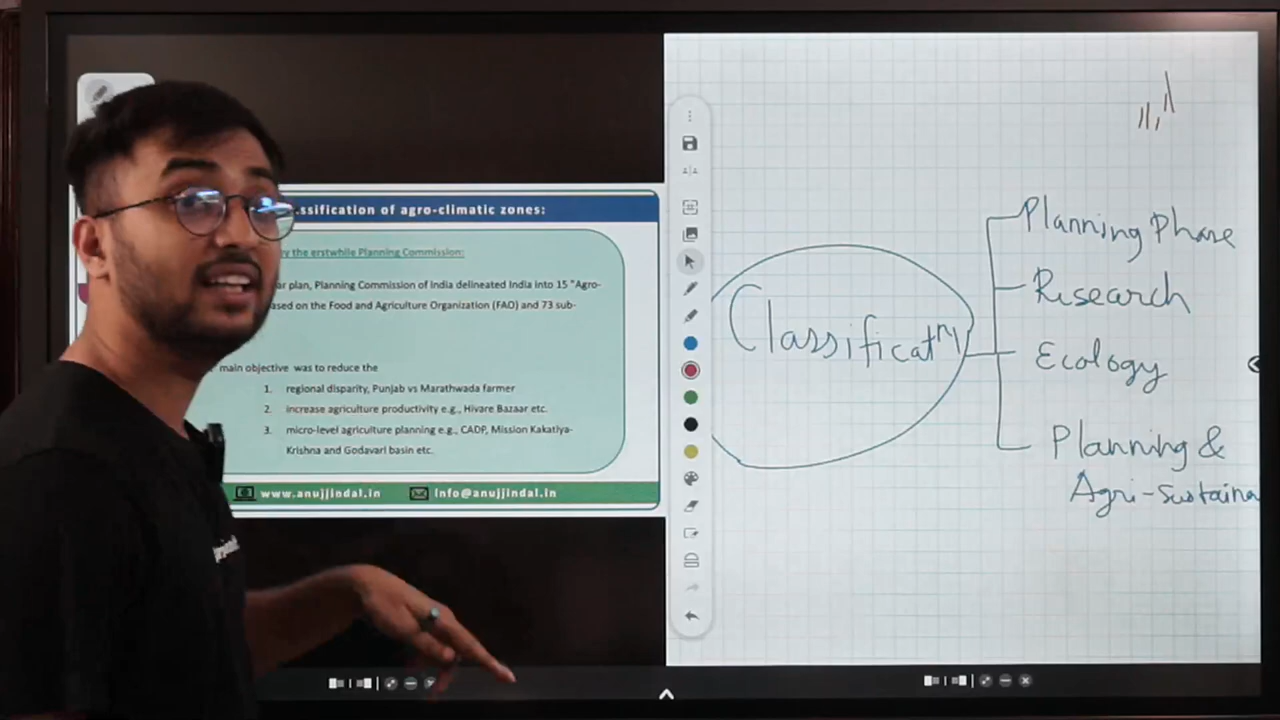 ssification of agro-climatic zones:
y the erstwhile Planning Commission:
ar plan, Planning Commission of India delineated India into 15 "Agro-
ased on the Food and Agriculture Organization (FAO) and 73 sub-
main objective was to reduce the
1. regional disparity, Punjab vs Marathwada farmer
2. increase agriculture productivity e.g., Hivare Bazaar etc.
3. micro-level agriculture planning e.g., CADP, Mission Kakatiya-
Krishna and Godavari basin etc.
www.anujjindal.in info@anujjindal.in
Classificatn
Planning Phase
Research
Ecology
Planning &
Agri-Sustaina